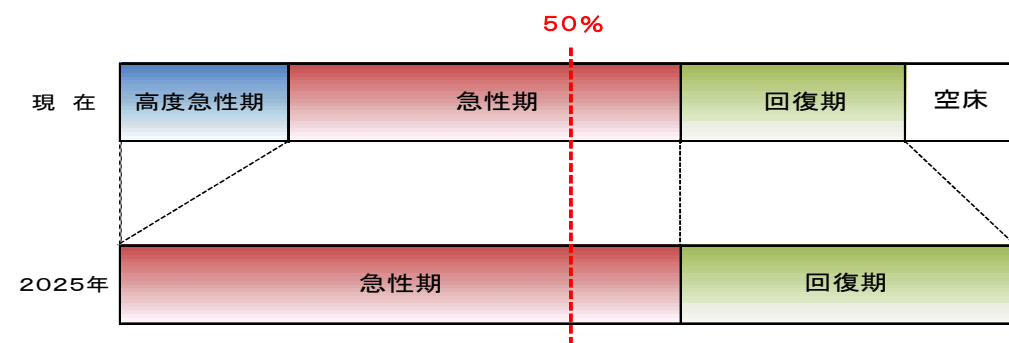 50%
現 在
高度急性期
急性期
回復期
空床
2025年
急性期
回復期